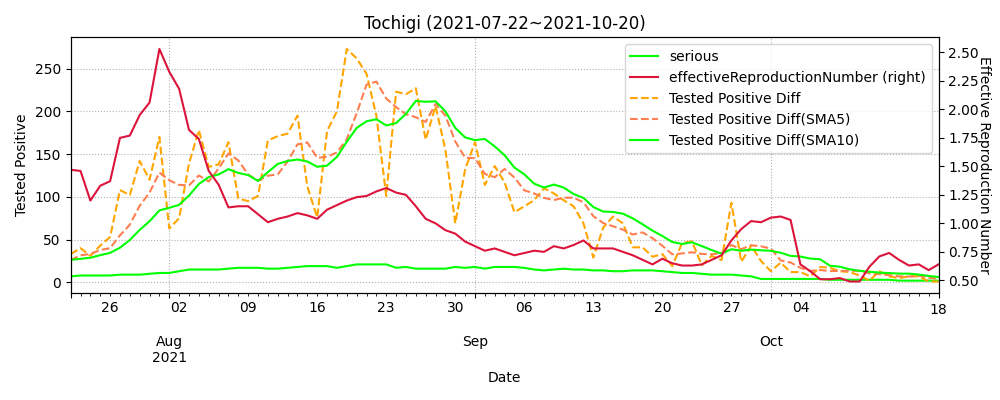 Tochigi (2021-07-22~2021-10-20)
serious
effectiveReproductionNumber (right)
Tested Positive Diff
Tested Positive Diff(SMA5)
Tested Positive Diff(SMA10)
Tested Positive
250
200
150
100
50
0
2.50
2.25
2.00
1.75
1.50
1.25
1.00
0.75
0.50
Effective Reproduction Number
26 02 09 16 23 30 06 13 20 27 04 11 18
Aug Sep Oct
2021
Date